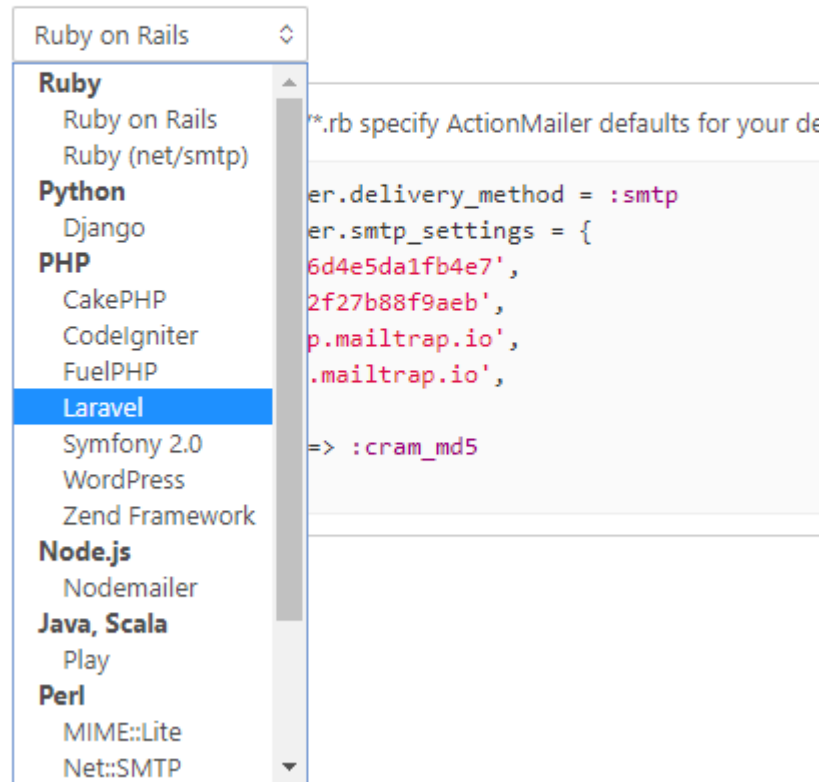 Ruby on Rails
Ruby
Ruby on Rails
Ruby (net/smtp)
Python
Django
PHP
CakePHP
CodeIgniter
FuelPHP
Laravel
Symfony 2.0
WordPress
Zend Framework
Node.js
Nodemailer
Java, Scala
Play
Perl
MIME::Lite
Net::SMTP
/*.rb specify ActionMailer defaults for your de
er.delivery_method = :smtp
er.smtp_settings = {
6d4e5da1fb4e7',
2f27b88f9aeb',
p.mailtrap.io',
.mailtrap.io',
=> :cram_md5